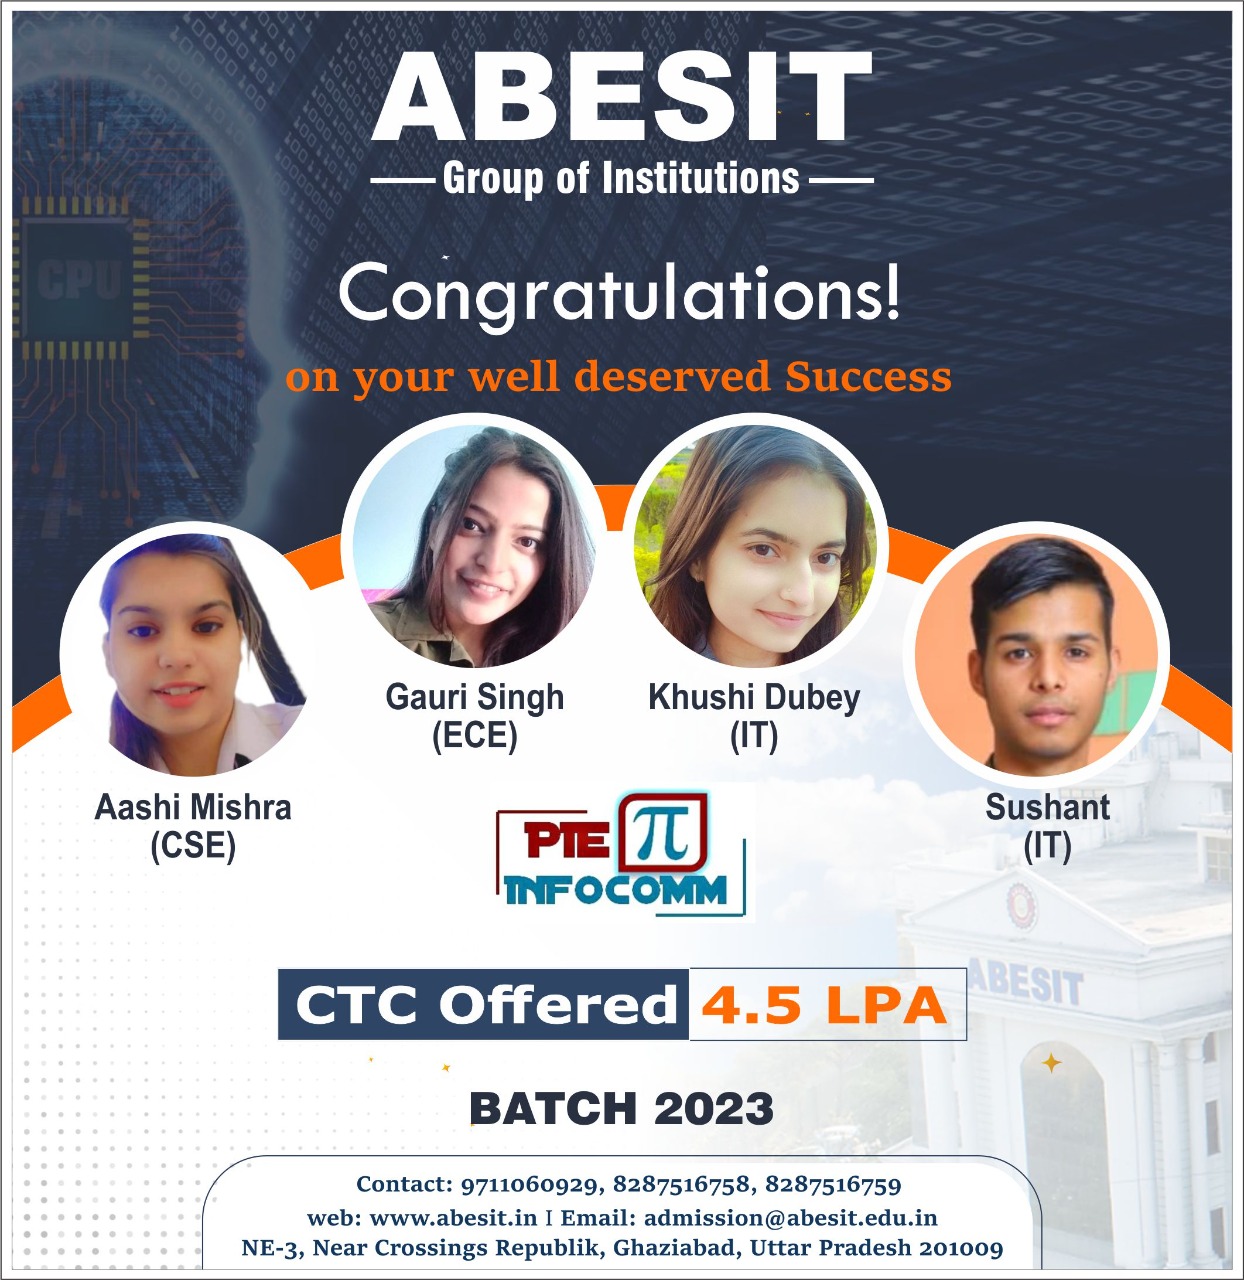 ABESIT
Group of Institutions
CPU
Congratulations!
on your well deserved Success
Gauri Singh
(ECE)
Khushi Dubey
(IT)
Aashi Mishra
(CSE)
Sushant
(IT)
PIE π
INFOCOMM
ABESIT
CTC Offered 4.5 LPA
BATCH 2023
Contact: 9711060929, 8287516758, 8287516759
web: www.abesit.in I Email: admission@abesit.edu.in
NE-3, Near Crossings Republik, Ghaziabad, Uttar Pradesh 201009